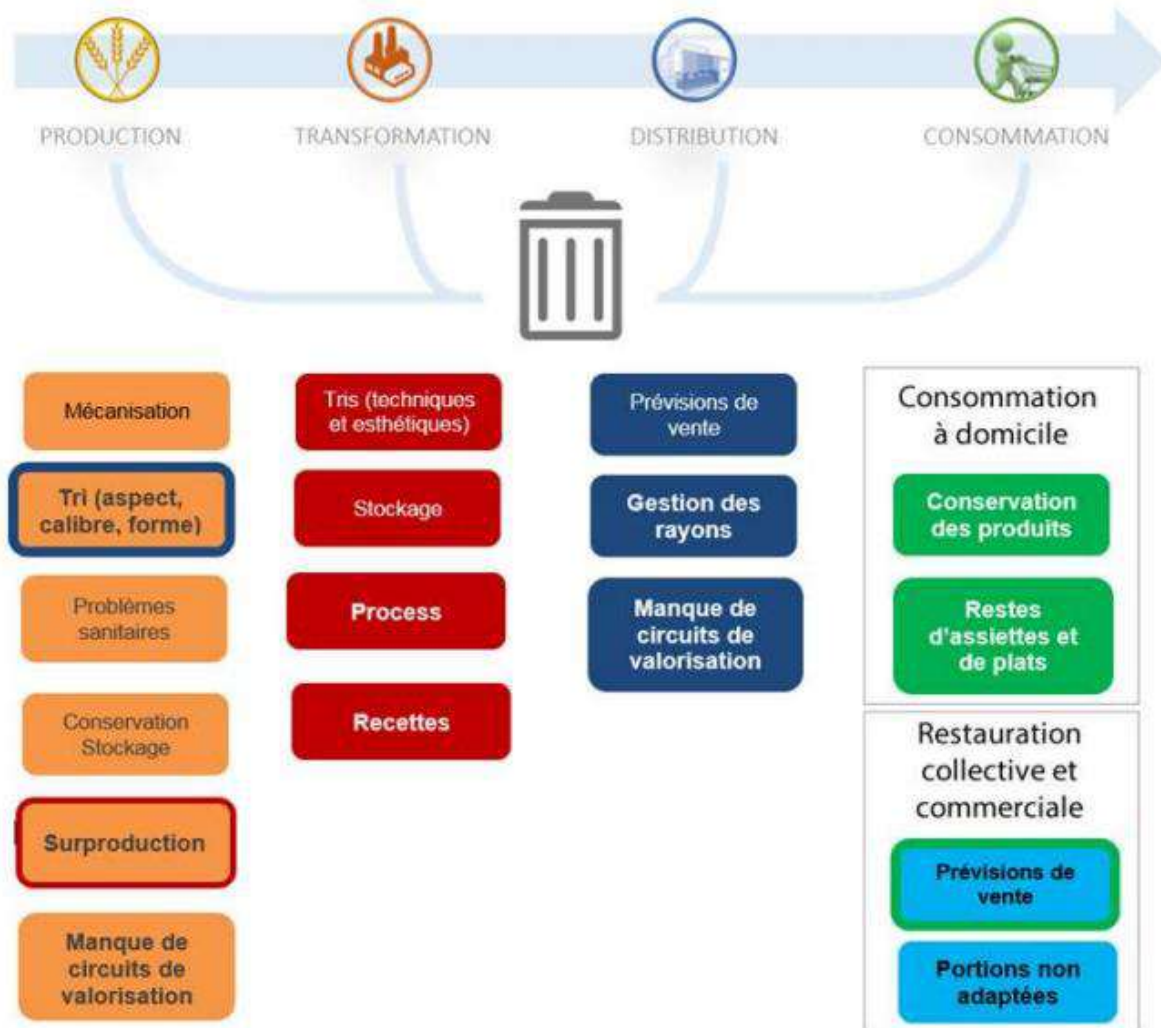 PRODUCTION
TRANSFORMATION
DISTRIBUTION
CONSOMMATION
Mécanisation
Tri (aspect,
calibre, forme)
Problèmes
sanitaires
Conservation
Stockage
Surproduction
Manque de
circuits de
valorisation
Tris (techniques
et esthétiques)
Stockage
Process
Recettes
Prévisions de
vente
Gestion des
rayons
Manque de
circuits de
valorisation
Consommation
à domicile
Conservation
des produits
Restes
d'assiettes et
de plats
Restauration
collective et
commerciale
Prévisions de
vente
Portions non
adaptées